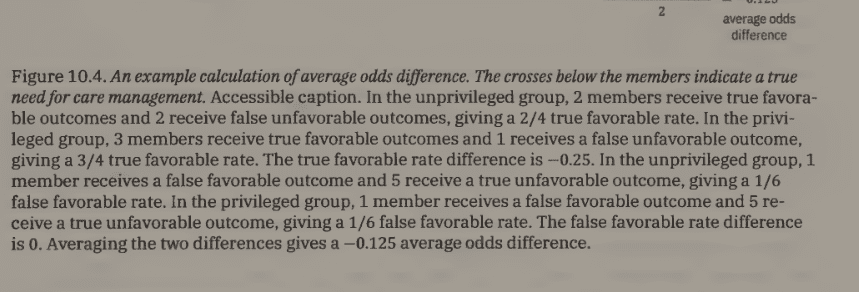 2
average odds
difference
Figure 10.4. An example calculation of average odds difference. The crosses below the members indicate a true
need for care management. Accessible caption. In the unprivileged group, 2 members receive true favora-
ble outcomes and 2 receive false unfavorable outcomes, giving a 2/4 true favorable rate. In the privi-
leged group, 3 members receive true favorable outcomes and 1 receives a false unfavorable outcome,
giving a 3/4 true favorable rate. The true favorable rate difference is −0.25. In the unprivileged group, 1
member receives a false favorable outcome and 5 receive a true unfavorable outcome, giving a 1/6
false favorable rate. In the privileged group, 1 member receives a false favorable outcome and 5 re-
ceive a true unfavorable outcome, giving a 1/6 false favorable rate. The false favorable rate difference
is 0. Averaging the two differences gives a −0.125 average odds difference.